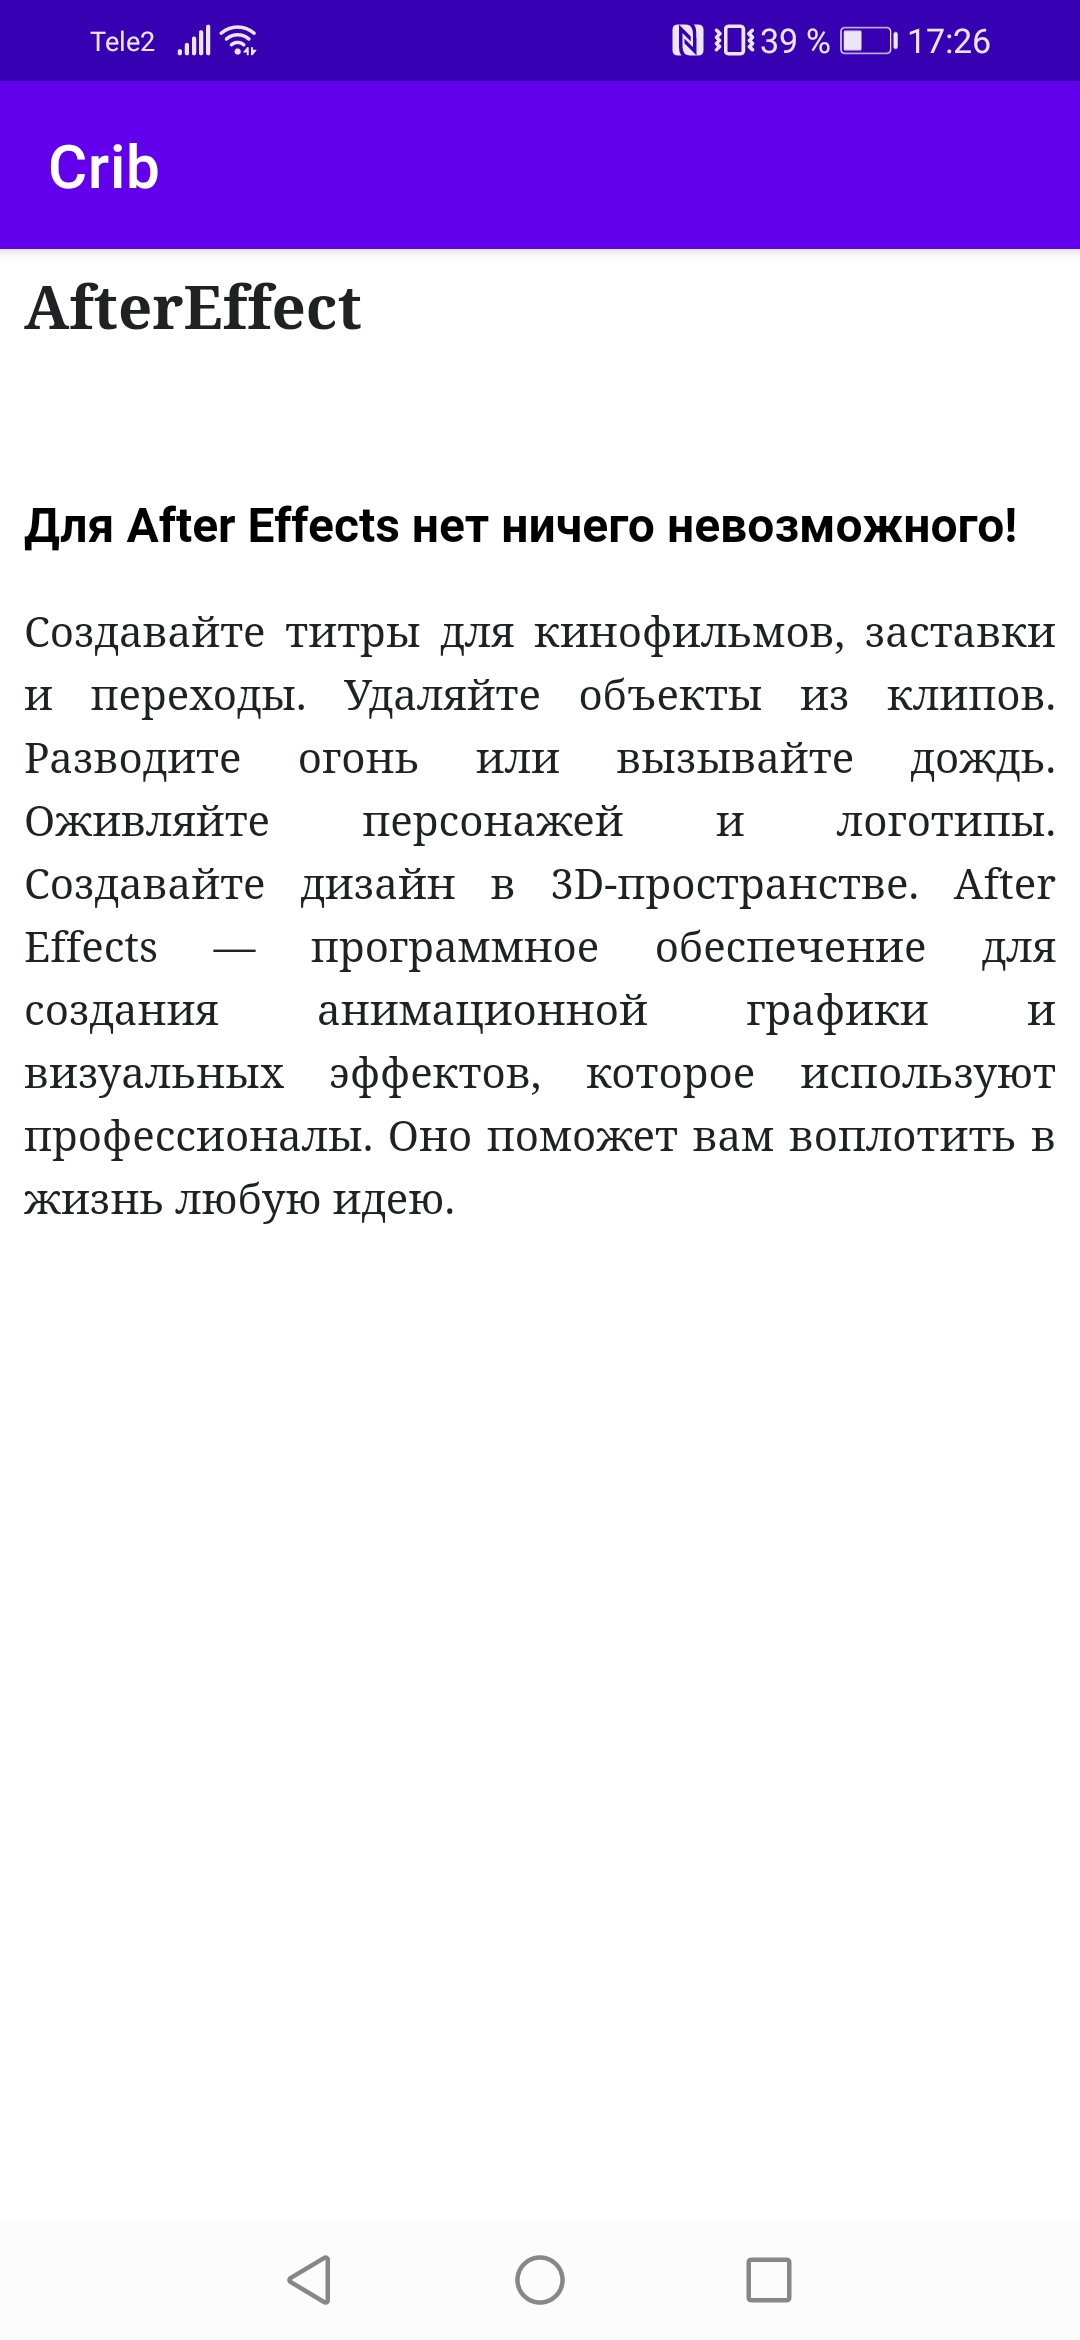 Tele2 39 % 17:26
Crib
AfterEffect
Для After Effects нет ничего невозможного!
Создавайте титры для кинофильмов, заставки
и переходы. Удаляйте объекты из клипов.
Разводите огонь или вызывайте дождь.
Оживляйте персонажей и логотипы.
Создавайте дизайн в 3D-пространстве. After
Effects — программное обеспечение для
создания анимационной графики и
визуальных эффектов, которое используют
профессионалы. Оно поможет вам воплотить в
жизнь любую идею.